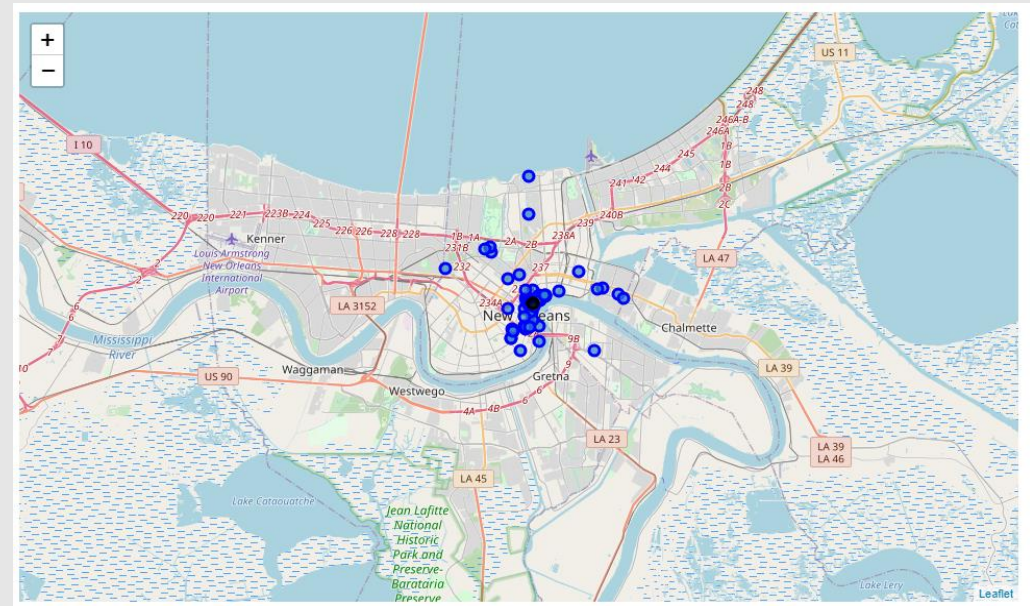 +
−
US 11
248
248
246A-B
246A
1B
1B
2B
2C
245
244
242
241
240B
239
I 10
220
220
221
223B
224
225
226
226
228
228
1B
1A
2A
2B
238A
231B
232
237
234A
Kenner
Louis Armstrong
New Orleans
International
Airport
LA 47
LA 3152
New Orleans
Chalmette
Mississippi
River
9B
9
6
6
Waggaman
US 90
Westwego
Gretna
LA 39
4A
4B
LA 23
LA 39
LA 46
LA 45
Lake Cataouatche
Jean Lafitte
National
Historic
Park and
Preserve-
Barataria
Preserve
Lake Lery
Leaflet